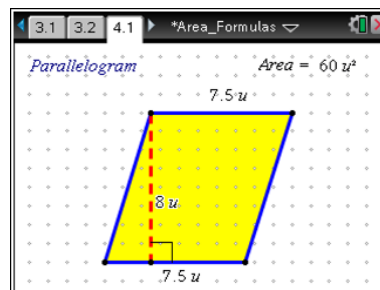 3.1 3.2 4.1 *Area_Formulas
Parallelogram Area = 60 u²
7.5 u
8 u
7.5 u